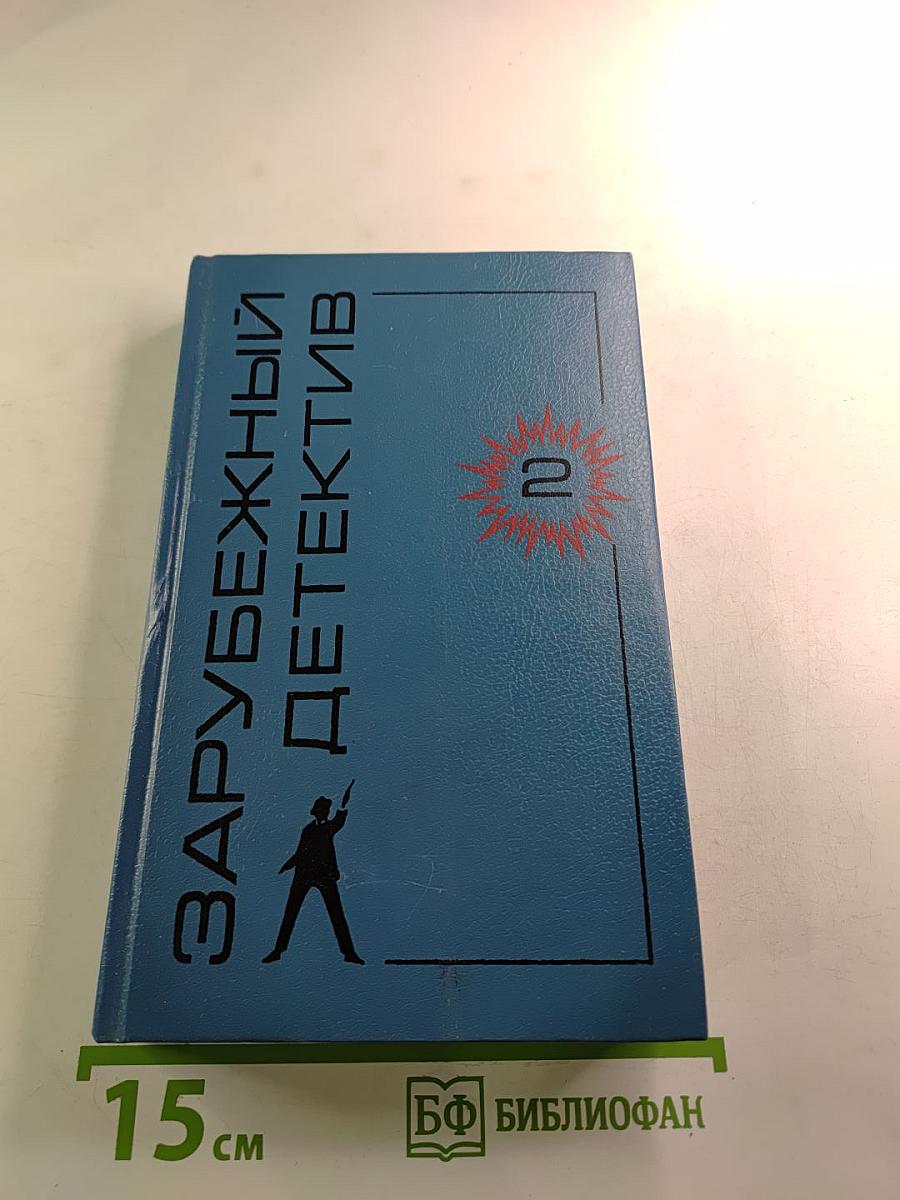 ЗАРУБЕЖНЫЙ
ДЕТЕКТИВ
2
15 см
БФ БИБЛИОФАН